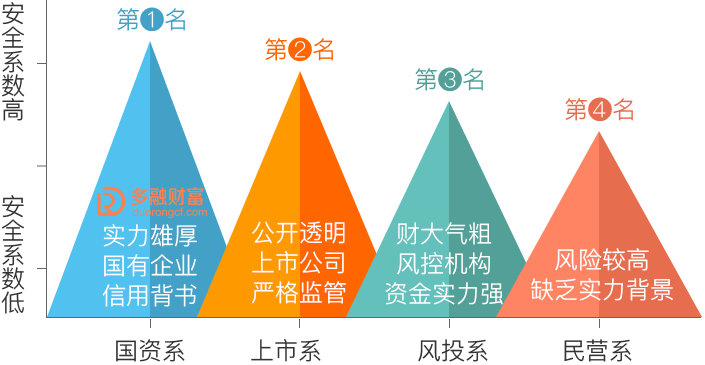 安全系数高
安全系数低
第1名
第2名
第3名
第4名
多融财富
duorongcf.com
实力雄厚
国有企业
信用背书
公开透明
上市公司
严格监管
财大气粗
风控机构
资金实力强
风险较高
缺乏实力背景
国资系
上市系
风投系
民营系